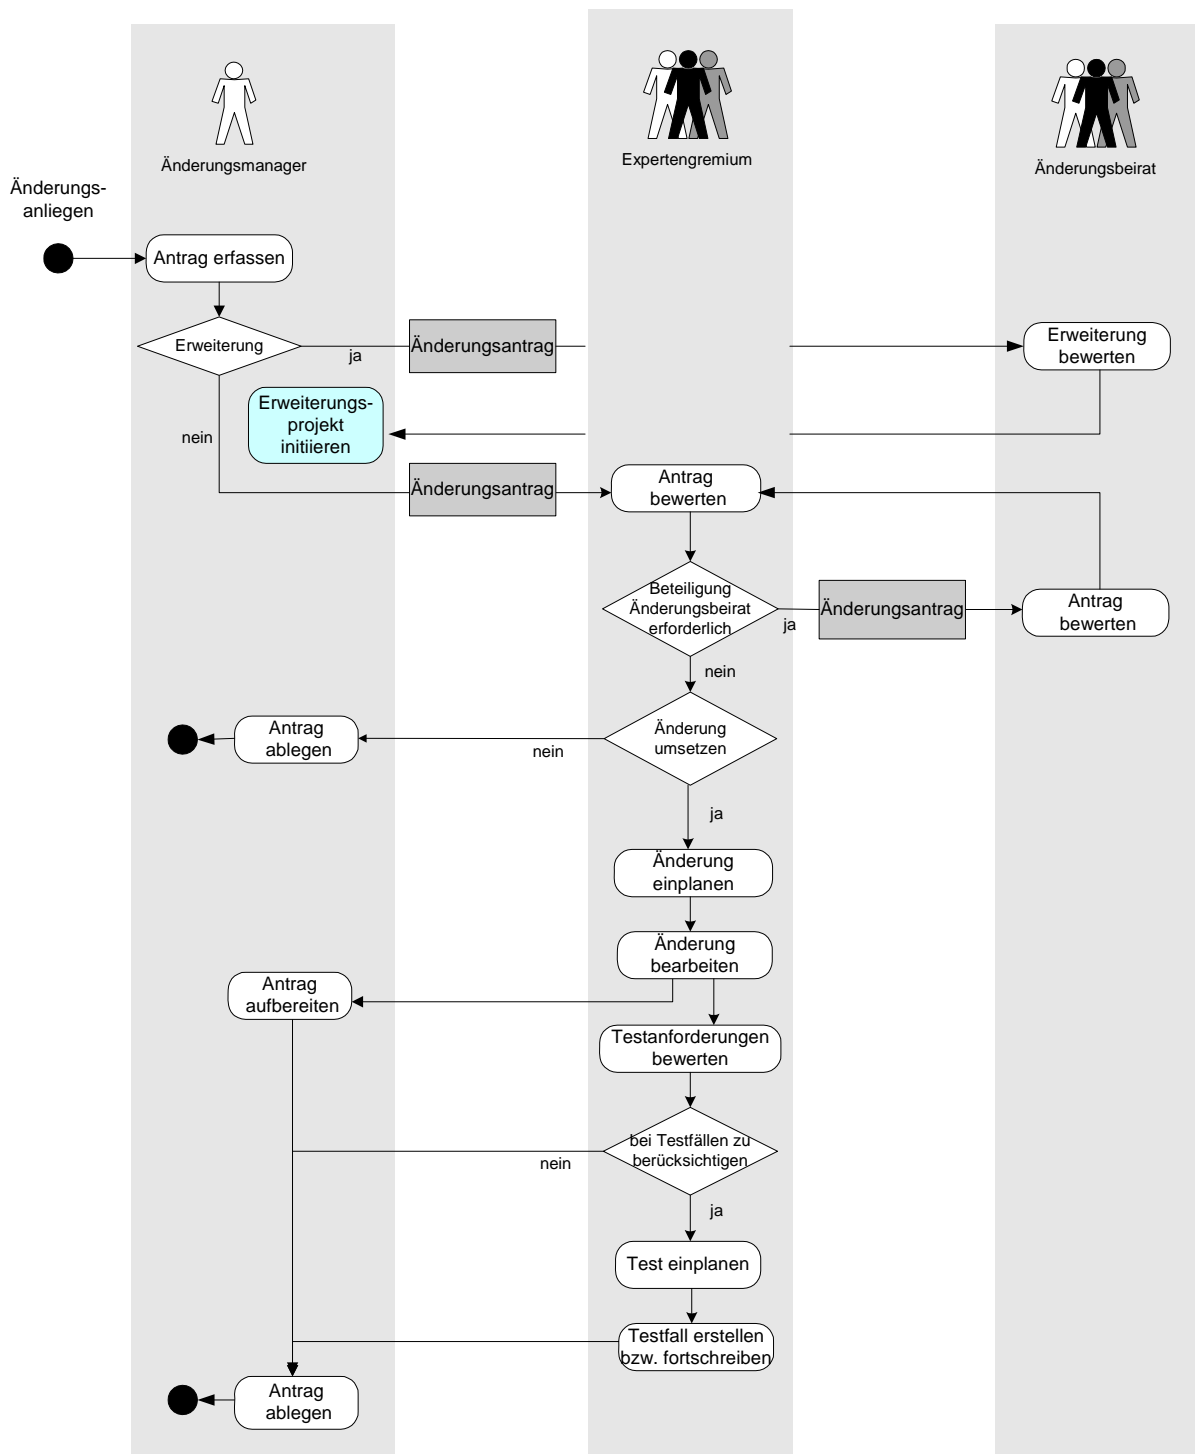 Änderungsmanager
Expertengremium
Änderungsbeirat
Änderungs-
anliegen
Antrag erfassen
Erweiterung
ja
Änderungsantrag
Erweiterung
bewerten
Erweiterungs-
projekt
initiieren
nein
Änderungsantrag
Antrag
bewerten
Beteiligung
Änderungsbeirat
erforderlich
ja
Änderungsantrag
Antrag
bewerten
nein
Änderung
umsetzen
nein
Antrag
ablegen
ja
Änderung
einplanen
Änderung
bearbeiten
Antrag
aufbereiten
Testanforderungen
bewerten
bei Testfällen zu
berücksichtigen
nein
ja
Test einplanen
Testfall erstellen
bzw. fortschreiben
Antrag
ablegen